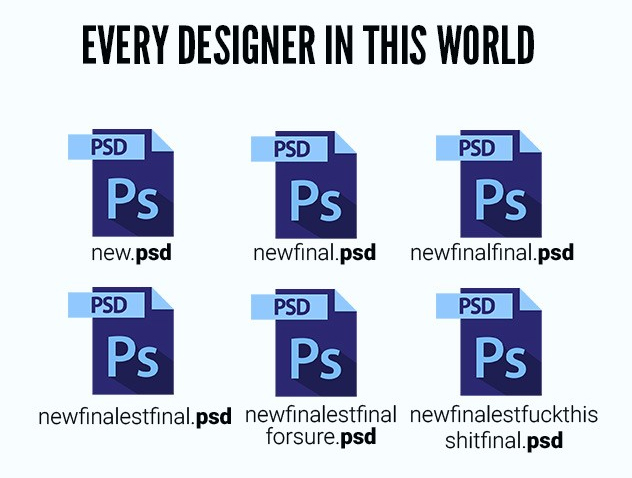 EVERY DESIGNER IN THIS WORLD
PSD
Ps
new.psd
PSD
Ps
newfinal.psd
PSD
Ps
newfinalfinal.psd
PSD
Ps
newfinalestfinal.psd
PSD
Ps
newfinalestfinal
forsure.psd
PSD
Ps
newfinalestfuckthis
shitfinal.psd